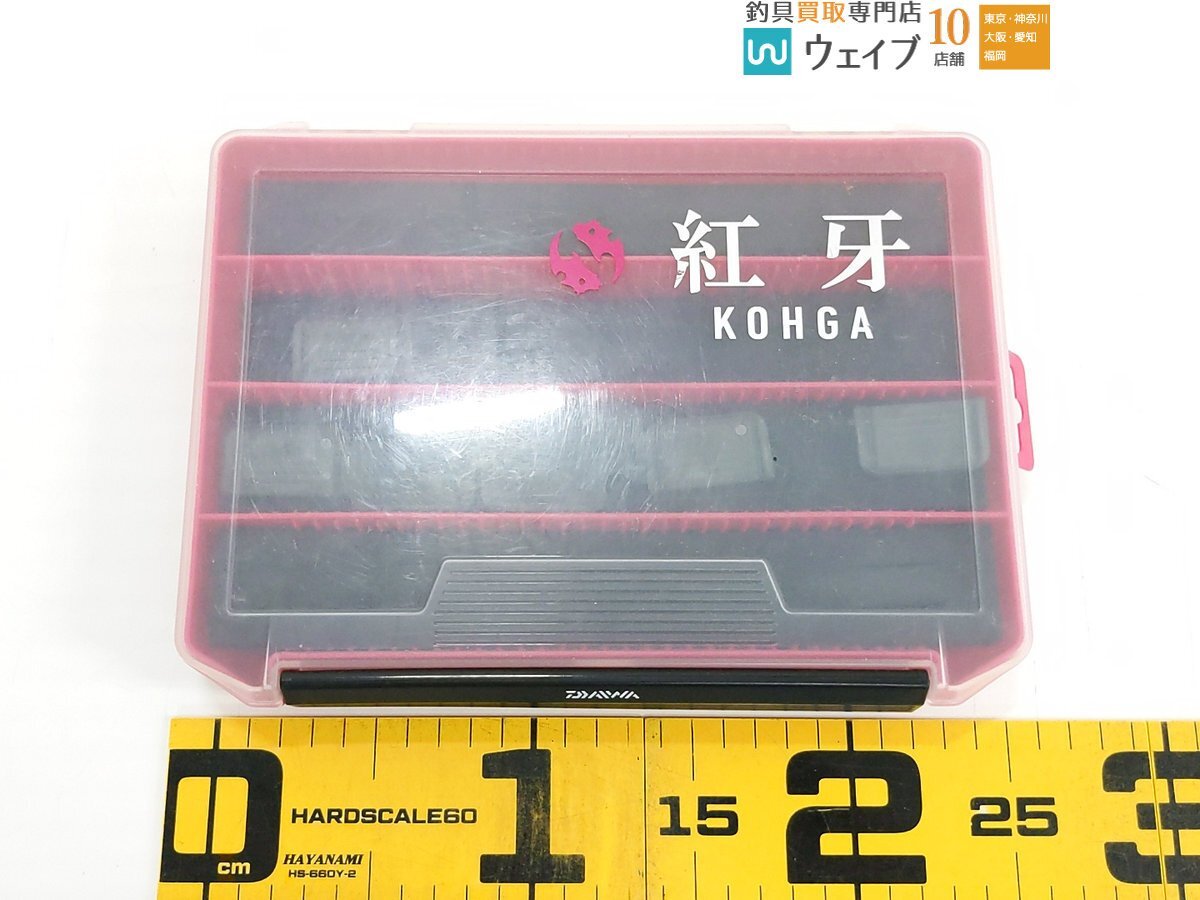 釣具買取専門店
ウェイブ
10
店舗
東京・神奈川
大阪・愛知
福岡
紅牙
KOHGA
DAIWA
0 1 15 2 25 3
HARDSCALE60
cm
HAYANAMI
HS-660Y-2